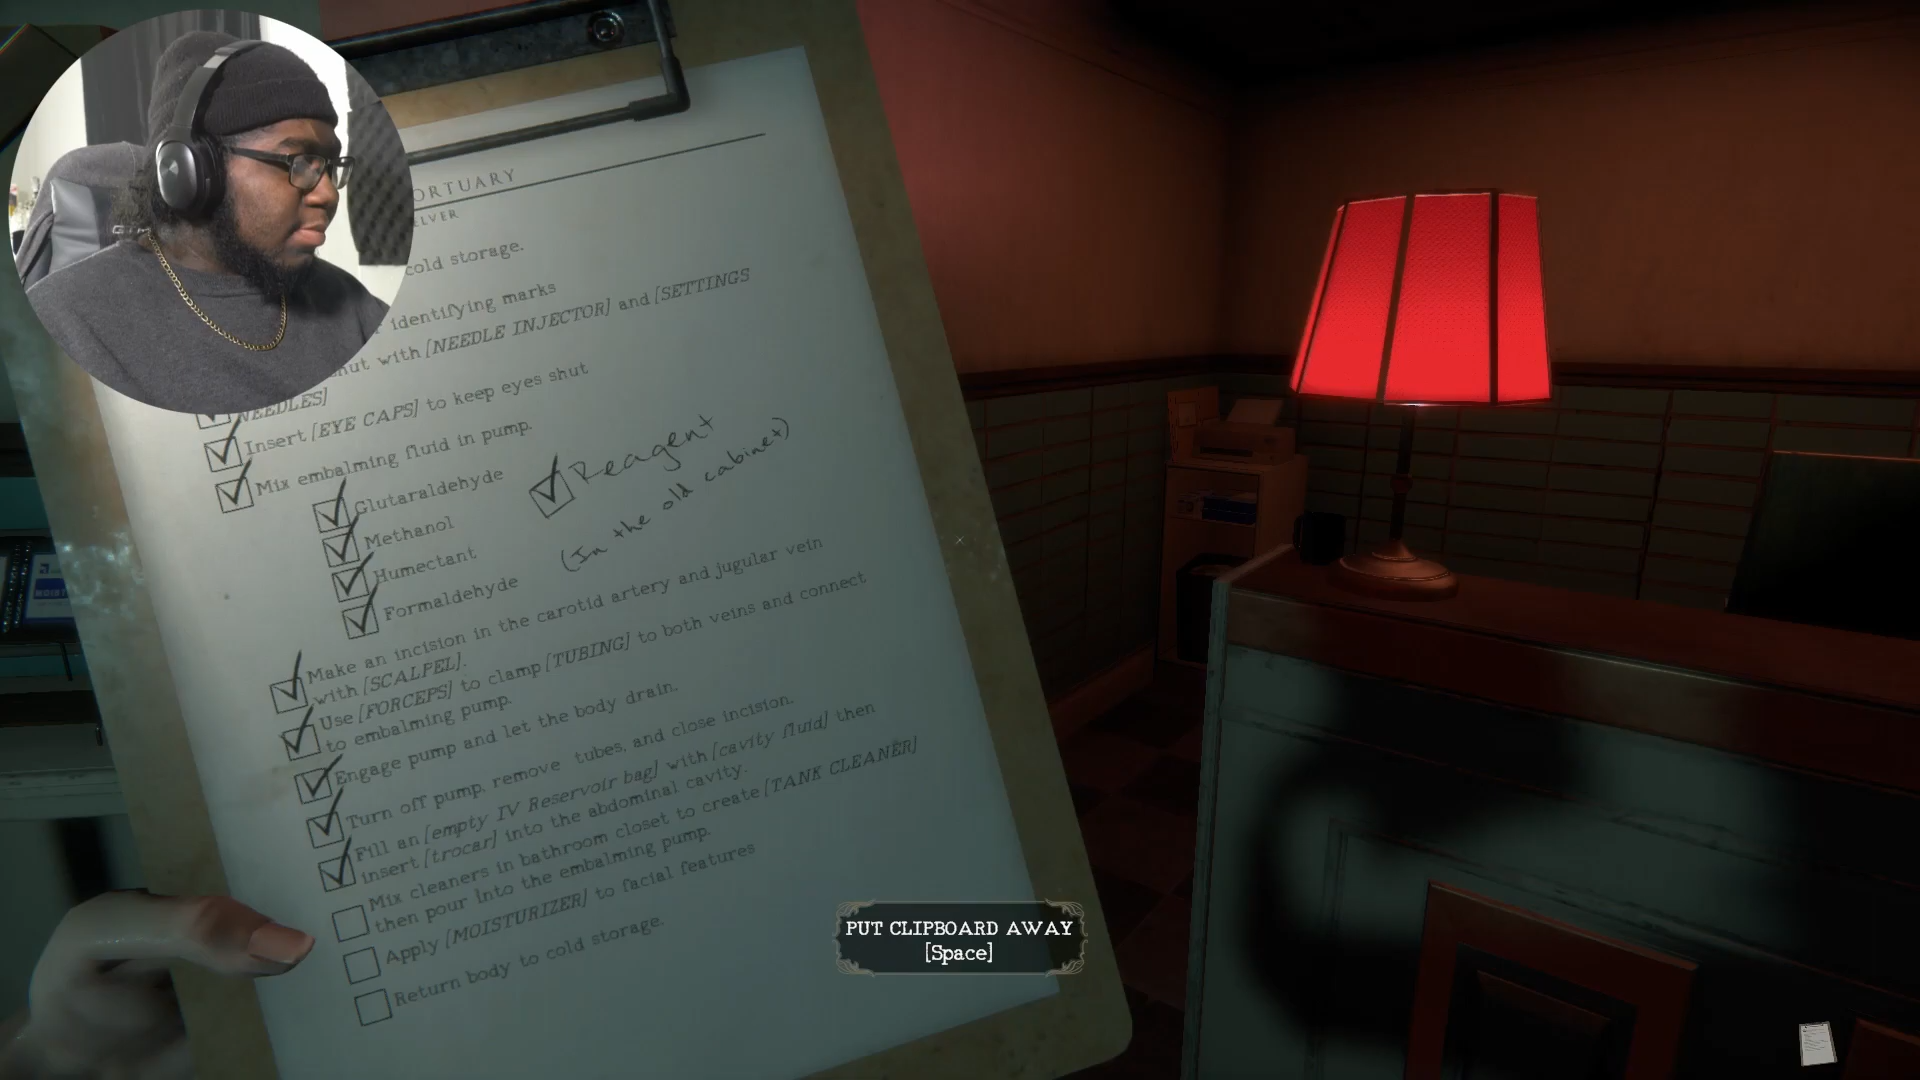 ORTUARY
ELVER
cold storage.
identifying marks
shut with [NEEDLE INJECTOR] and [SETTINGS
NEEDLES]
Insert [EYE CAPS] to keep eyes shut
Mix embalming fluid in pump.
Glutaraldehyde
Methanol
Humectant
Formaldehyde
Reagent
(In the old cabinet)
Make an incision in the carotid artery and jugular vein
with [SCALPEL].
Use [FORCEPS] to clamp [TUBING] to both veins and connect
to embalming pump.
Engage pump and let the body drain.
Turn off pump, remove tubes, and close incision.
Fill an [empty IV Reservoir bag] with [cavity fluid] then
insert [trocar] into the abdominal cavity.
Mix cleaners in bathroom closet to create [TANK CLEANER]
then pour into the embalming pump.
Apply [MOISTURIZER] to facial features
Return body to cold storage.
PUT CLIPBOARD AWAY
[Space]